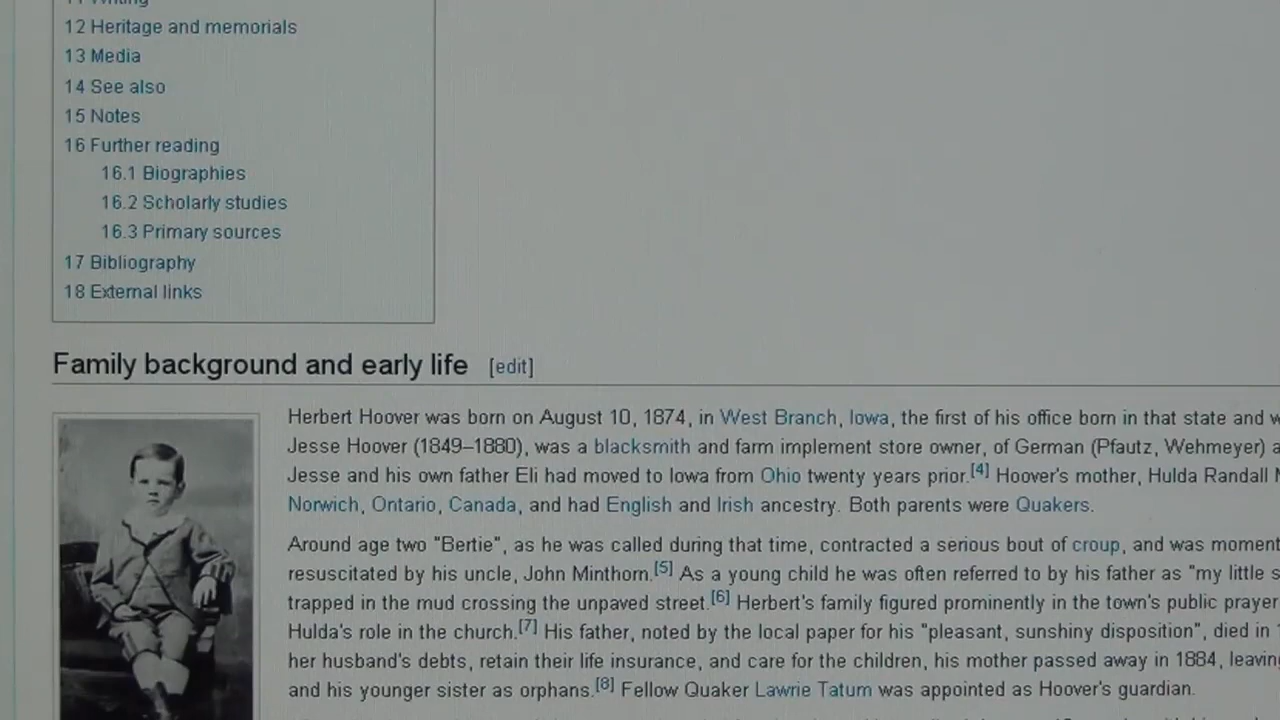 12 Heritage and memorials
13 Media
14 See also
15 Notes
16 Further reading
16.1 Biographies
16.2 Scholarly studies
16.3 Primary sources
17 Bibliography
18 External links
Family background and early life [edit]
Herbert Hoover was born on August 10, 1874, in West Branch, Iowa, the first of his office born in that state and
Jesse Hoover (1849–1880), was a blacksmith and farm implement store owner, of German (Pfautz, Wehmeyer)
Jesse and his own father Eli had moved to Iowa from Ohio twenty years prior.[4] Hoover's mother, Hulda Randall
Norwich, Ontario, Canada, and had English and Irish ancestry. Both parents were Quakers.
Around age two "Bertie", as he was called during that time, contracted a serious bout of croup, and was moment
resuscitated by his uncle, John Minthorn.[5] As a young child he was often referred to by his father as "my little
trapped in the mud crossing the unpaved street.[6] Herbert's family figured prominently in the town's public prayer
Hulda's role in the church.[7] His father, noted by the local paper for his "pleasant, sunshiny disposition", died in
her husband's debts, retain their life insurance, and care for the children, his mother passed away in 1884, leaving
and his younger sister as orphans.[8] Fellow Quaker Lawrie Tatum was appointed as Hoover's guardian.